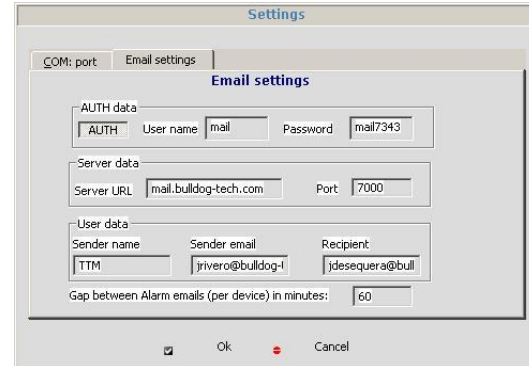 Settings
COM: port Email settings
Email settings
AUTH data
AUTH User name mail Password mail7343
Server data
Server URL mail.bulldog-tech.com Port 7000
User data
Sender name Sender email Recipient
TTM jrivero@bulldog-t jdesequera@bull
Gap between Alarm emails (per device) in minutes: 60
Ok Cancel